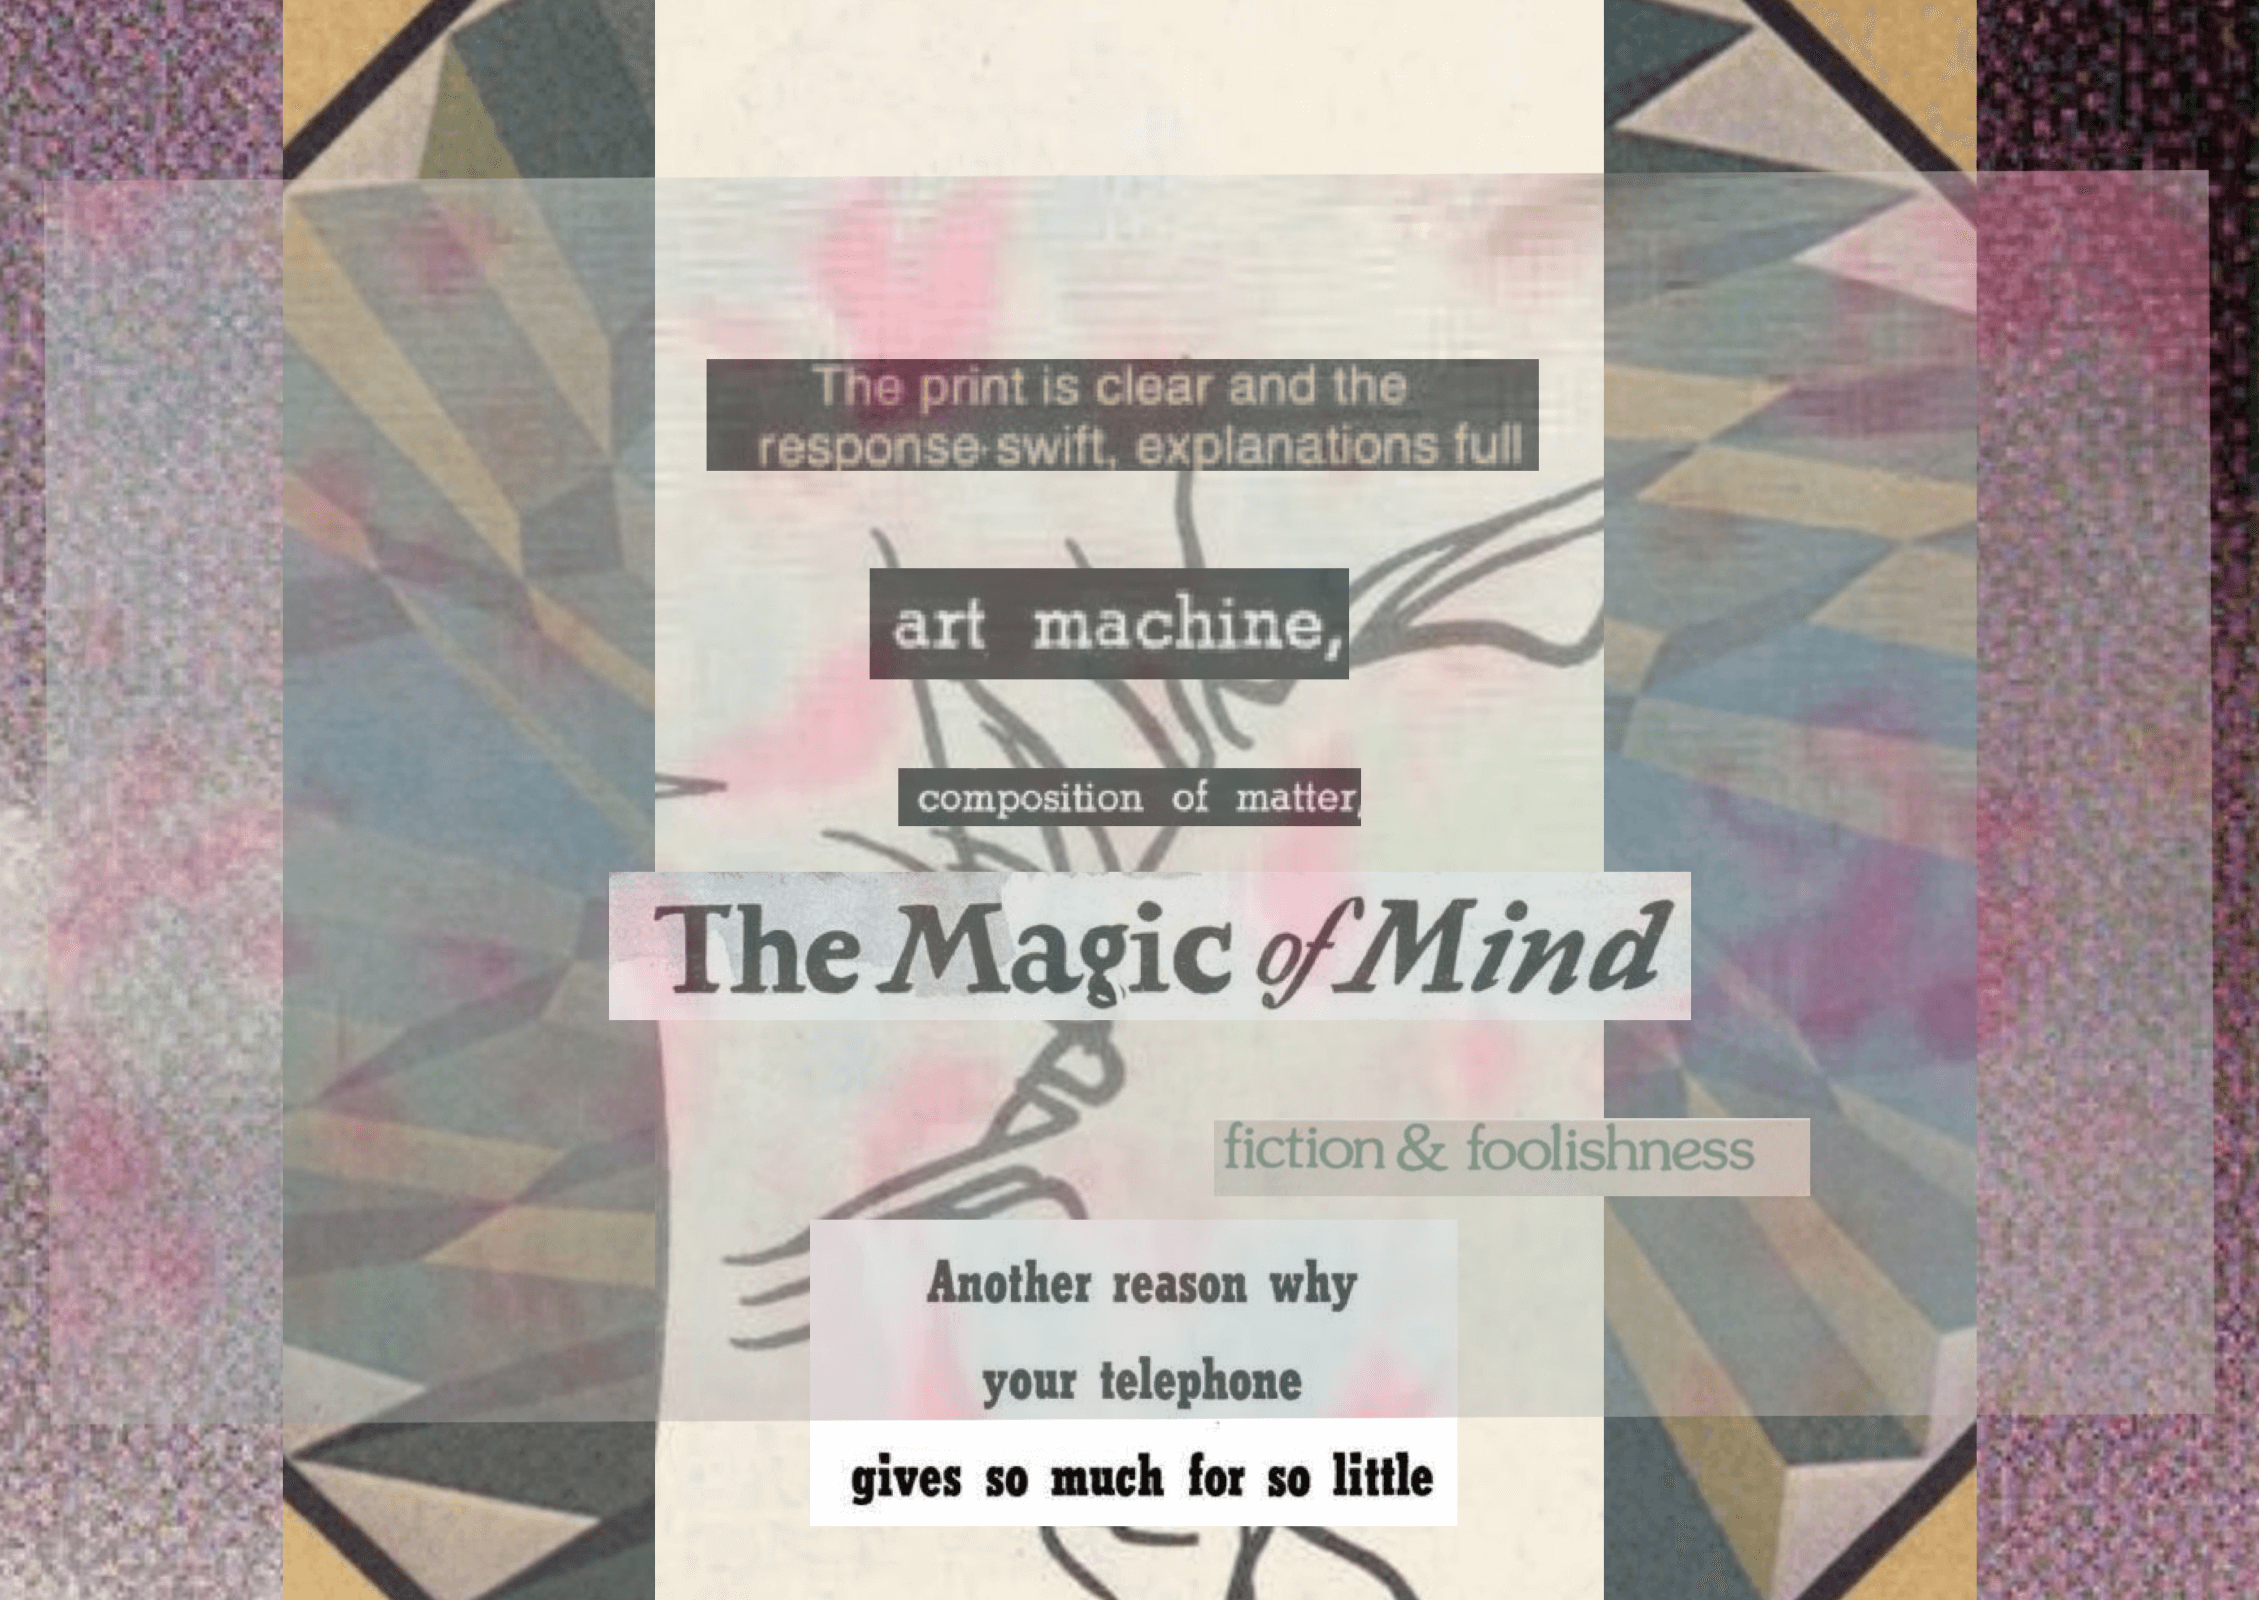 The print is clear and the
response swift, explanations full
art machine,
composition of matter,
The Magic of Mind
fiction & foolishness
Another reason why
your telephone
gives so much for so little